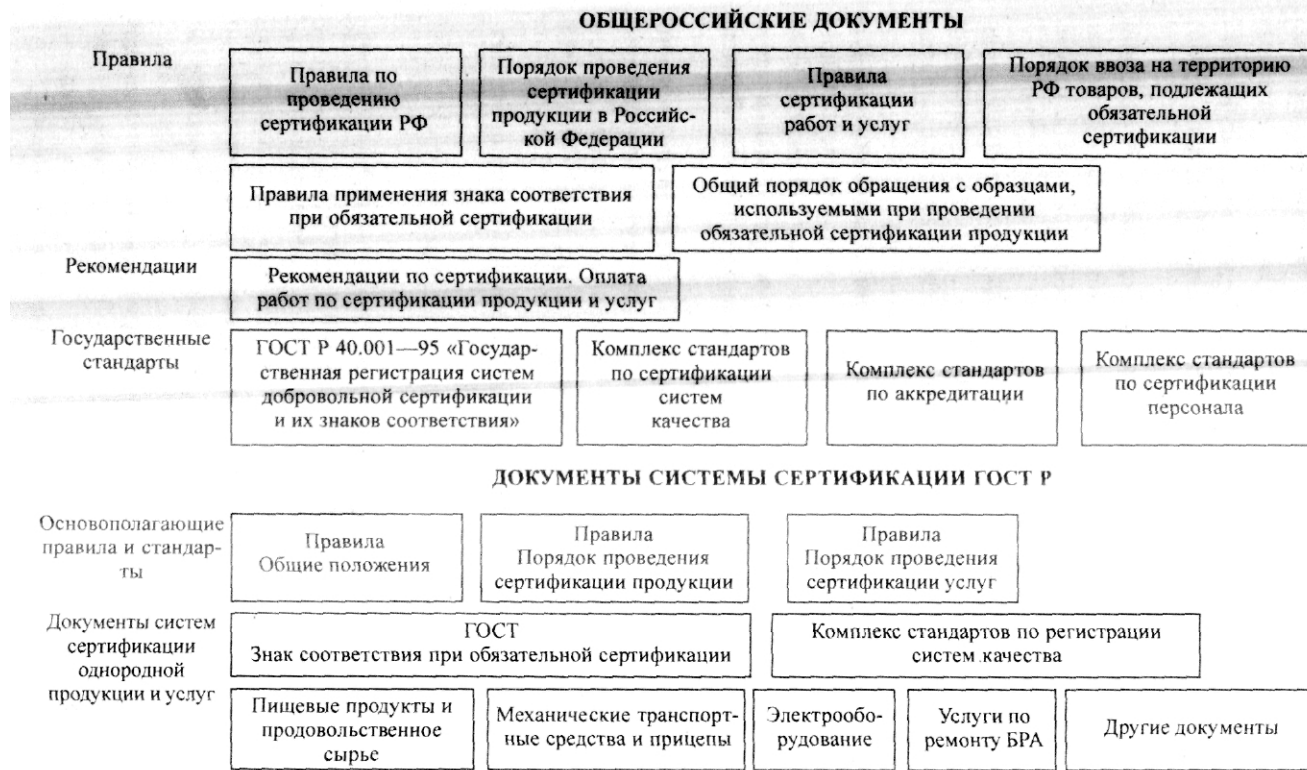 ОБЩЕРОССИЙСКИЕ ДОКУМЕНТЫ
Правила
Правила по
проведению
сертификации РФ
Порядок проведения
сертификации
продукции в Российс-
кой Федерации
Правила
сертификации
работ и услуг
Порядок ввоза на территорию
РФ товаров, подлежащих
обязательной
сертификации
Правила применения знака соответствия
при обязательной сертификации
Общий порядок обращения с образцами,
используемыми при проведении
обязательной сертификации продукции
Рекомендации
Рекомендации по сертификации. Оплата
работ по сертификации продукции и услуг
Государственные
стандарты
ГОСТ Р 40.001—95 «Государ-
ственная регистрация систем
добровольной сертификации
и их знаков соответствия»
Комплекс стандартов
по сертификации
систем
качества
Комплекс стандартов
по аккредитации
Комплекс стандартов
по сертификации
персонала
ДОКУМЕНТЫ СИСТЕМЫ СЕРТИФИКАЦИИ ГОСТ Р
Основополагающие
правила и стандар-
ты
Правила
Общие положения
Правила
Порядок проведения
сертификации продукции
Правила
Порядок проведения
сертификации услуг
Документы систем
сертификации
однородной
продукции и услуг
ГОСТ
Знак соответствия при обязательной сертификации
Комплекс стандартов по регистрации
систем качества
Пищевые продукты и
продовольственное
сырье
Механические транспорт-
ные средства и прицепы
Электрообо-
рудование
Услуги по
ремонту БРА
Другие документы